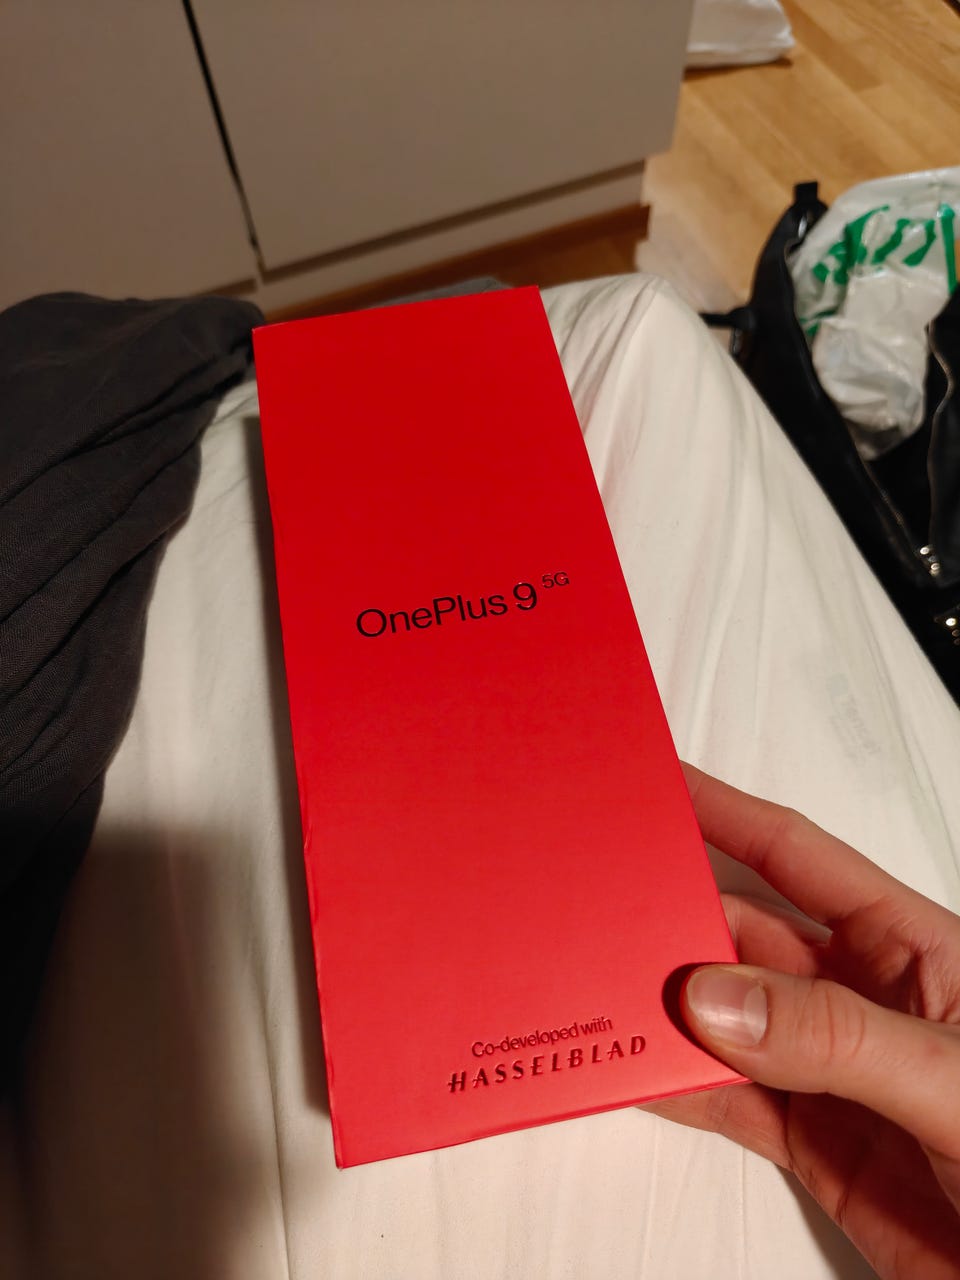 OnePlus 9 5G
Co-developed with
HASSELBLAD